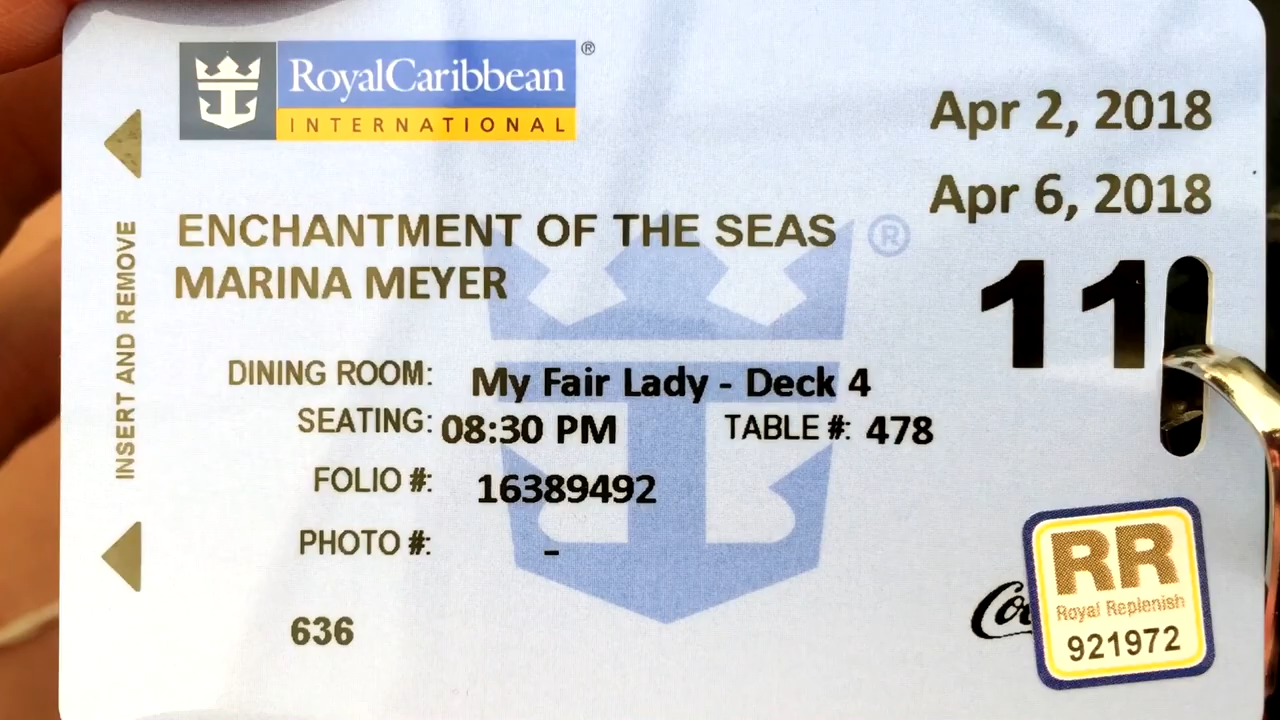 RoyalCaribbean ®
INTERNATIONAL
Apr 2, 2018
Apr 6, 2018
11
ENCHANTMENT OF THE SEAS ®
MARINA MEYER
INSERT AND REMOVE
DINING ROOM: My Fair Lady - Deck 4
SEATING: 08:30 PM TABLE #: 478
FOLIO #: 16389492
PHOTO #: -
636
RR
Royal Replenish
921972